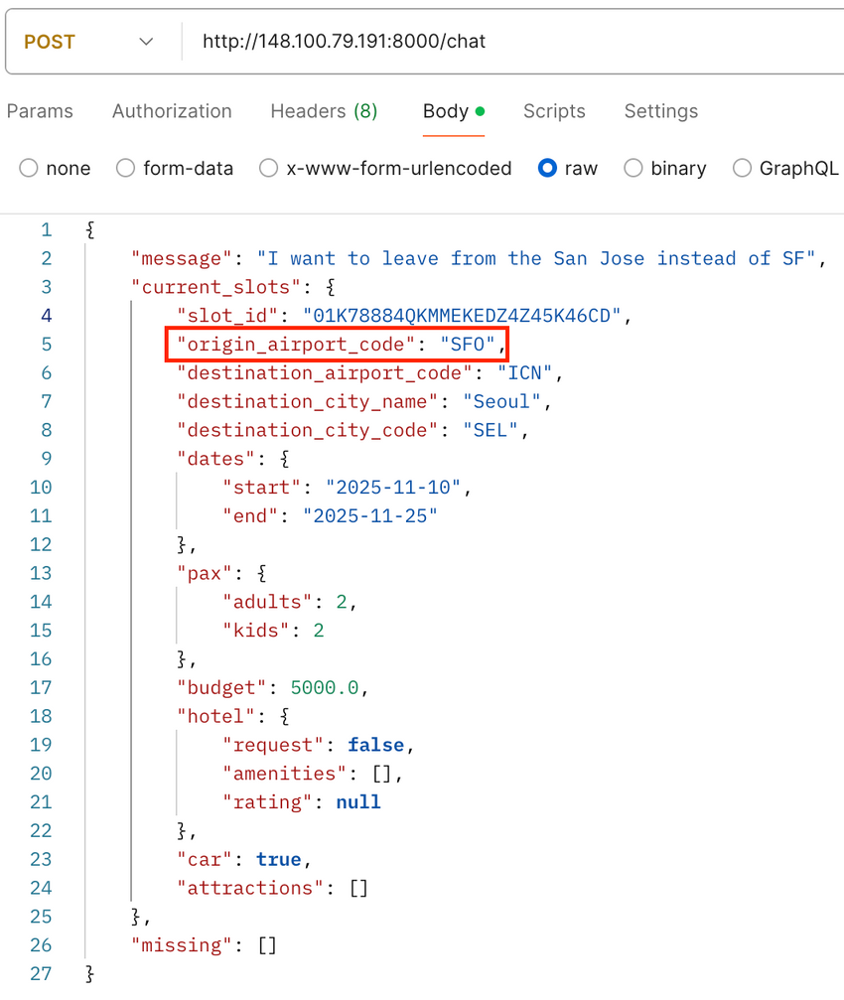 POST http://148.100.79.191:8000/chat
Params Authorization Headers (8) Body Scripts Settings
none form-data x-www-form-urlencoded raw binary GraphQL
1 {
2 "message": "I want to leave from the San Jose instead of SF",
3 "current_slots": {
4 "slot_id": "01K78884QKMMEKEDZ4Z45K46CD",
5 "origin_airport_code": "SFO",
6 "destination_airport_code": "ICN",
7 "destination_city_name": "Seoul",
8 "destination_city_code": "SEL",
9 "dates": {
10 "start": "2025-11-10",
11 "end": "2025-11-25"
12 },
13 "pax": {
14 "adults": 2,
15 "kids": 2
16 },
17 "budget": 5000.0,
18 "hotel": {
19 "request": false,
20 "amenities": [],
21 "rating": null
22 },
23 "car": true,
24 "attractions": []
25 },
26 "missing": []
27 }